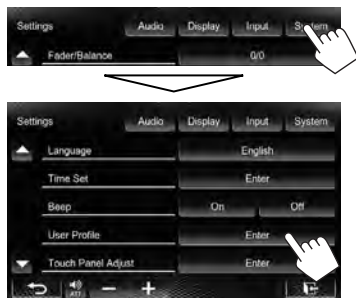 Settings Audio Display Input System
Fader/Balance 0/0
Settings Audio Display Input System
Language English
Time Set Enter
Beep On Off
User Profile Enter
Touch Panel Adjust Enter
ATT